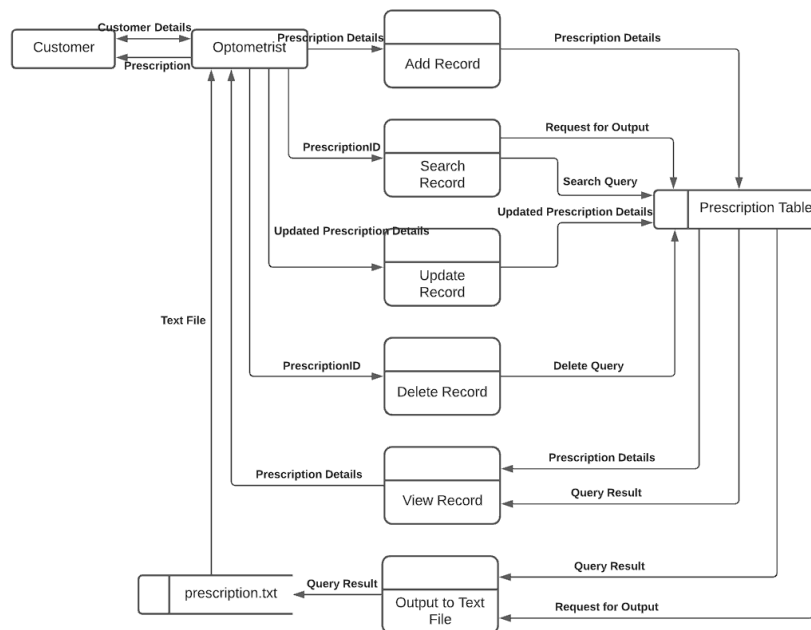 Customer Details
Customer
Optometrist
Prescription
Prescription Details
Add Record
Prescription Details
PrescriptionID
Search
Record
Request for Output
Search Query
Prescription Table
Updated Prescription Details
Updated Prescription Details
Update
Record
Text File
PrescriptionID
Delete Record
Delete Query
Prescription Details
Prescription Details
View Record
Query Result
prescription.txt
Query Result
Output to Text
File
Query Result
Request for Output